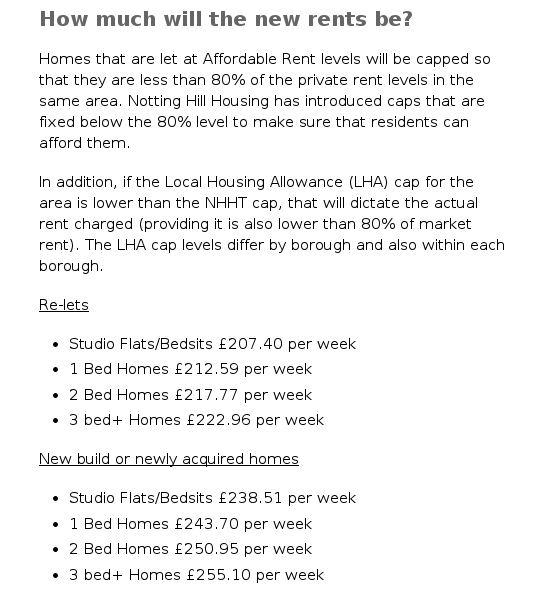 How much will the new rents be?
Homes that are let at Affordable Rent levels will be capped so
that they are less than 80% of the private rent levels in the
same area. Notting Hill Housing has introduced caps that are
fixed below the 80% level to make sure that residents can
afford them.
In addition, if the Local Housing Allowance (LHA) cap for the
area is lower than the NHHT cap, that will dictate the actual
rent charged (providing it is also lower than 80% of market
rent). The LHA cap levels differ by borough and also within each
borough.
Re-lets
• Studio Flats/Bedsits £207.40 per week
• 1 Bed Homes £212.59 per week
• 2 Bed Homes £217.77 per week
• 3 bed+ Homes £222.96 per week
New build or newly acquired homes
• Studio Flats/Bedsits £238.51 per week
• 1 Bed Homes £243.70 per week
• 2 Bed Homes £250.95 per week
• 3 bed+ Homes £255.10 per week